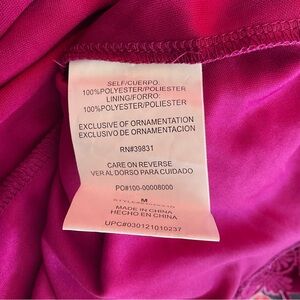 SELF/CUERPO:
100%POLYESTER/POLIESTER
LINING/FORRO:
100%POLYESTER/POLIESTER
EXCLUSIVE OF ORNAMENTATION
EXCLUSIVO DE ORNAMENTACION
RN#39831
CARE ON REVERSE
VER AL DORSO PARA CUIDADO
PO#100-00008000
M
MADE IN CHINA
HECHO EN CHINA
UPC#030121010237